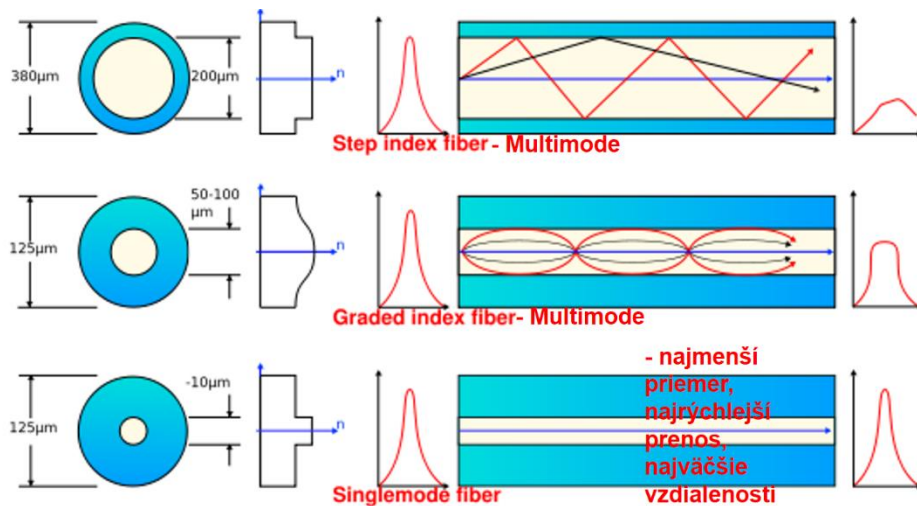 380µm
200µm
n
Step index fiber - Multimode
50-100
µm
125µm
n
Graded index fiber- Multimode
-10µm
125µm
n
Singlemode fiber
- najmenší
priemer,
najrýchlejší
prenos,
najväčšie
vzdialenosti